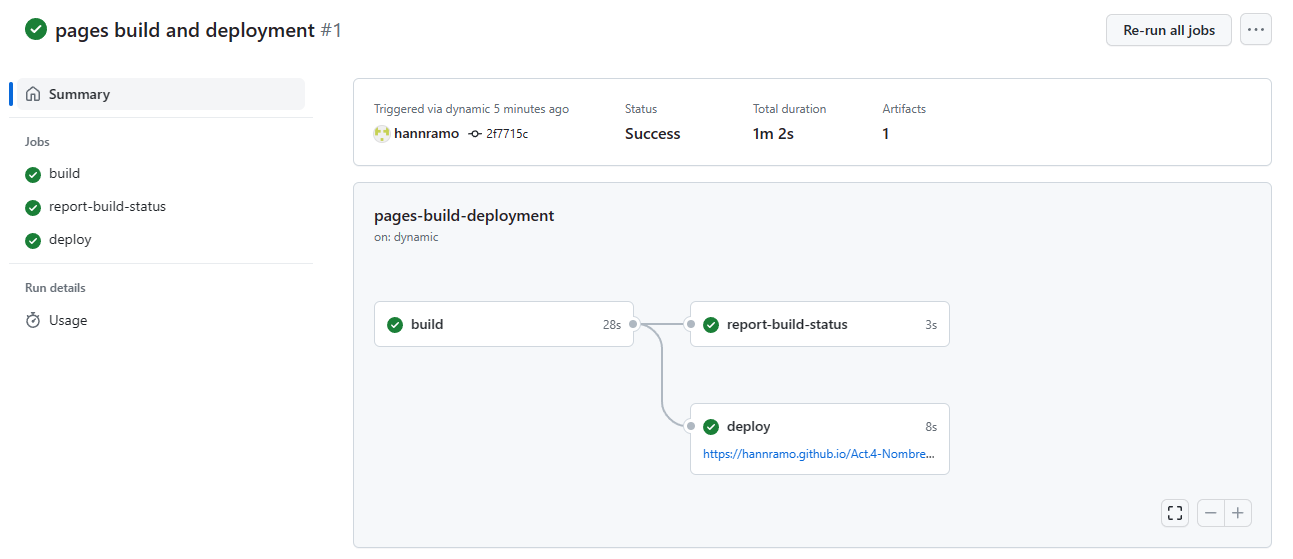 pages build and deployment #1
Re-run all jobs
Summary
Jobs
build
report-build-status
deploy
Run details
Usage
Triggered via dynamic 5 minutes ago
hannramo 2f7715c
Status
Success
Total duration
1m 2s
Artifacts
1
pages-build-deployment
on: dynamic
build 28s
report-build-status 3s
deploy 8s
https://hannramo.github.io/Act.4-Nombre...